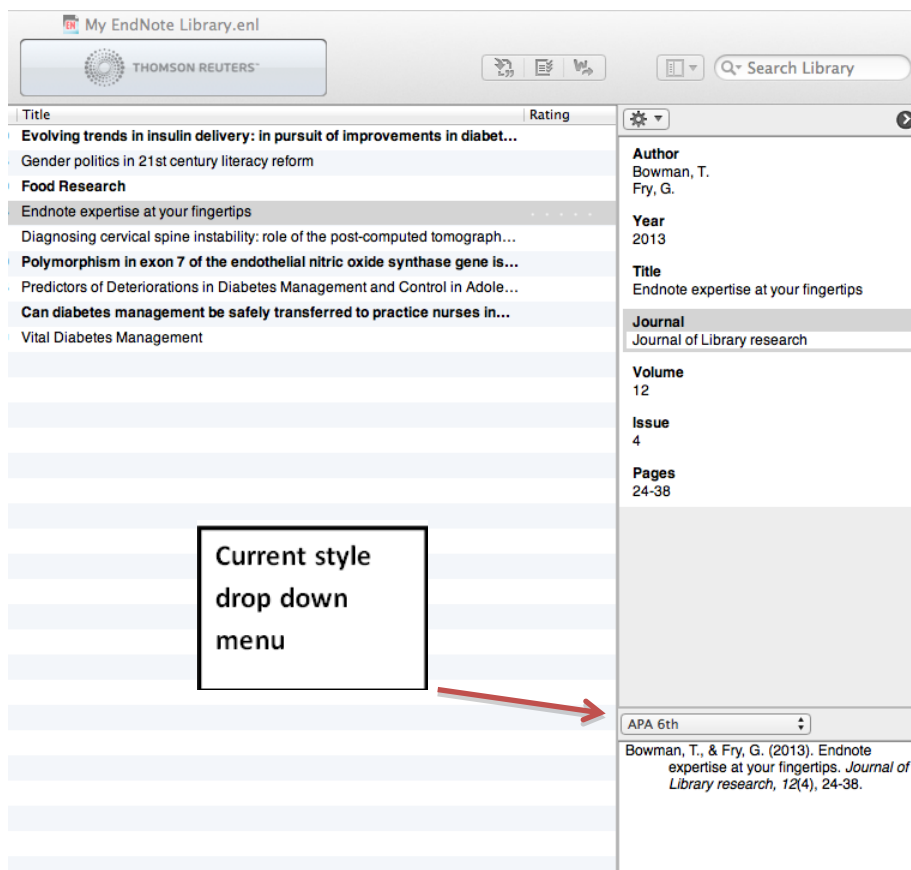 My EndNote Library.enl
THOMSON REUTERS
Search Library
Title Rating
Evolving trends in insulin delivery: in pursuit of improvements in diabet...
Gender politics in 21st century literacy reform
Food Research
Endnote expertise at your fingertips
Diagnosing cervical spine instability: role of the post-computed tomograph...
Polymorphism in exon 7 of the endothelial nitric oxide synthase gene is...
Predictors of Deteriorations in Diabetes Management and Control in Adole...
Can diabetes management be safely transferred to practice nurses in...
Vital Diabetes Management
Author
Bowman, T.
Fry, G.
Year
2013
Title
Endnote expertise at your fingertips
Journal
Journal of Library research
Volume
12
Issue
4
Pages
24-38
Current style
drop down
menu
APA 6th
Bowman, T., & Fry, G. (2013). Endnote
expertise at your fingertips. Journal of
Library research, 12(4), 24-38.